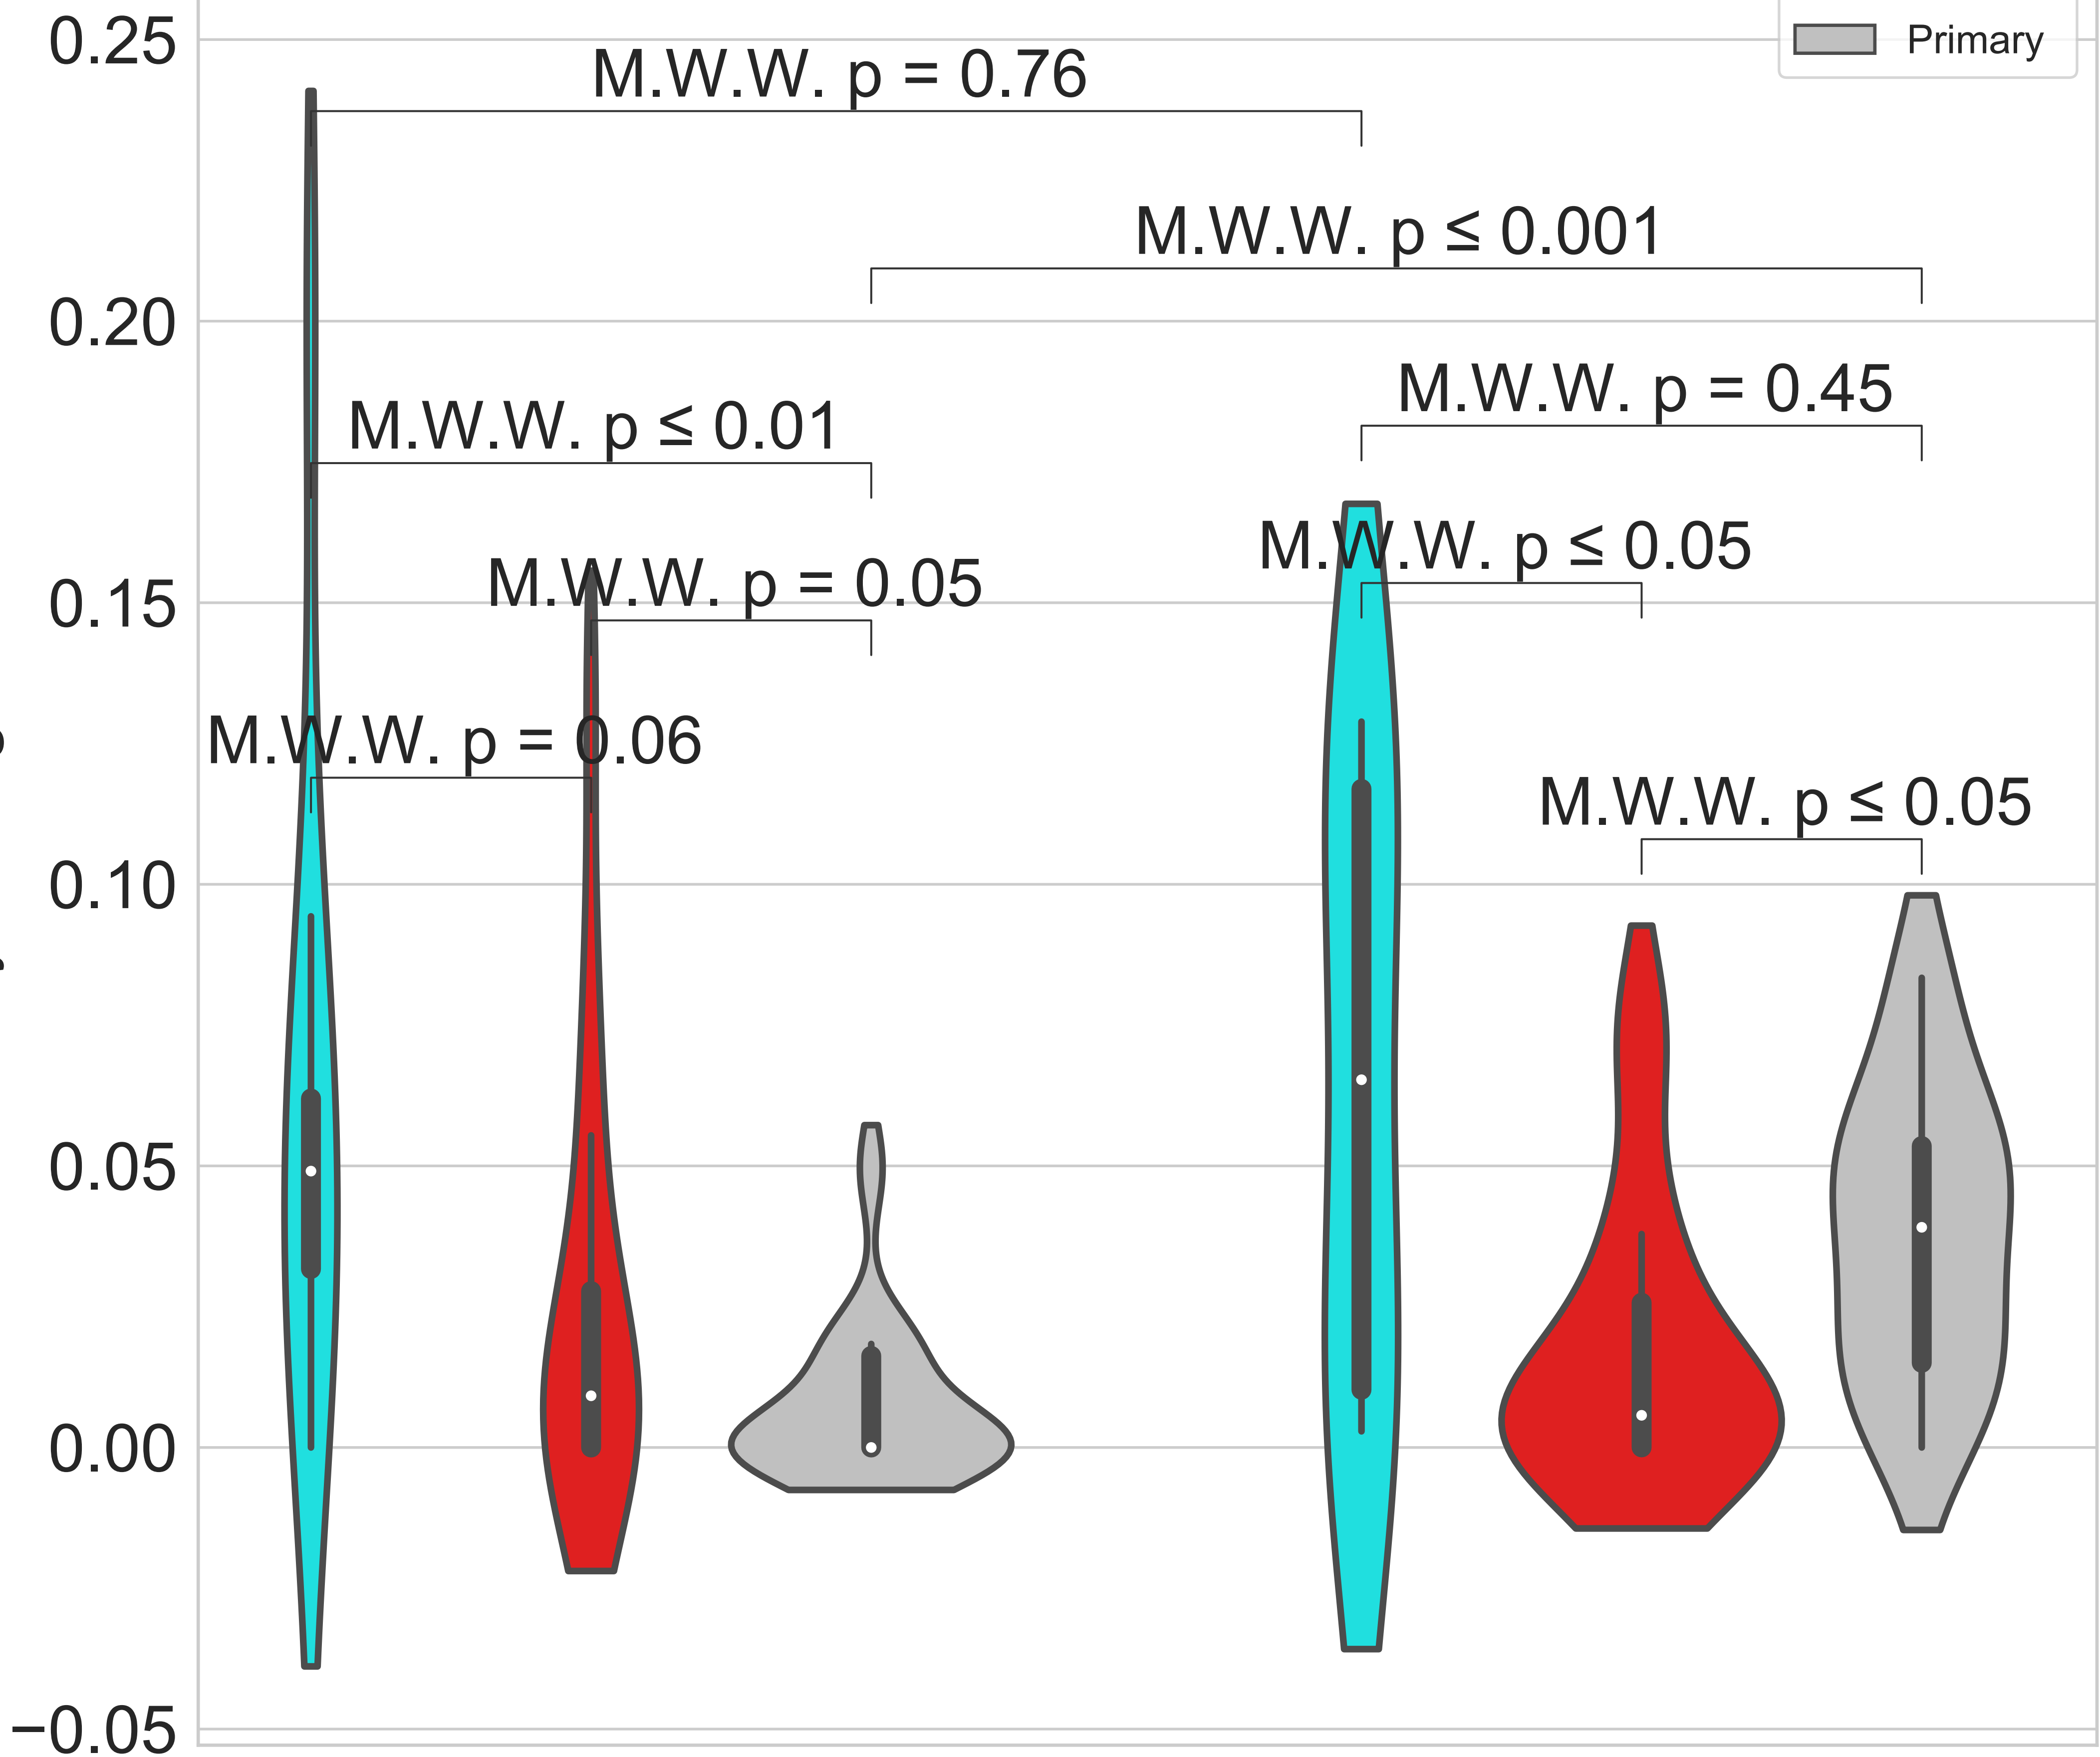 0.25
Primary
M.W.W. p = 0.76
M.W.W. p ≤ 0.001
0.20
M.W.W. p = 0.45
M.W.W. p ≤ 0.01
M.W.W. p ≤ 0.05
M.W.W. p = 0.05
0.15
M.W.W. p = 0.06
M.W.W. p ≤ 0.05
0.10
0.05
0.00
−0.05